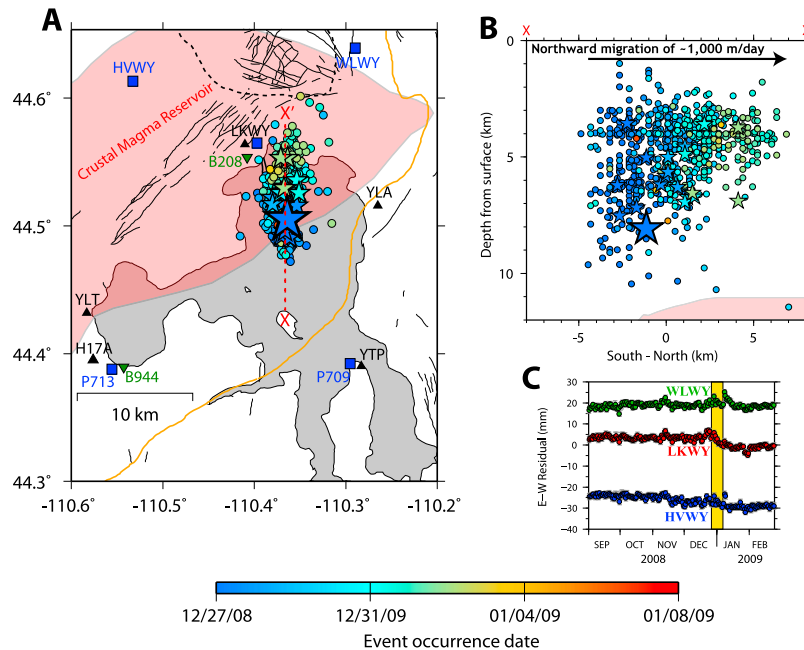 A
44.6°
44.5°
44.4°
44.3°
-110.6°
-110.5°
-110.4°
-110.3°
-110.2°
HVWY
WLWY
Crustal Magma Reservoir
X'
LKWY
B208
YLA
YLT
X
H17A
P713
B944
P709
YTP
10 km
B
X
Northward migration of ~1,000 m/day
0
5
10
Depth from surface (km)
-5
0
5
South - North (km)
C
30
20
10
0
-10
-20
-30
-40
E-W Residual (mm)
WLWY
LKWY
HVWY
SEP OCT NOV DEC JAN FEB
2008 2009
12/27/08 12/31/09 01/04/09 01/08/09
Event occurrence date